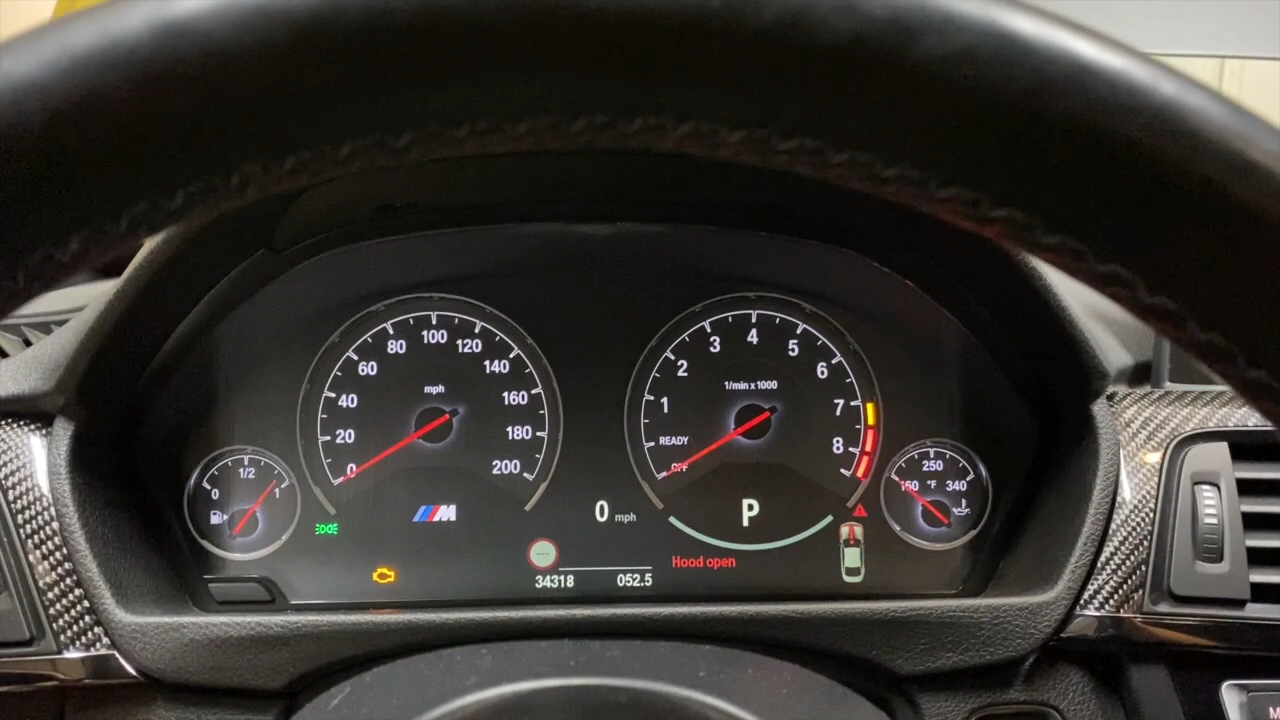 0
1/2
1
0
20
40
60
80
100
120
140
160
180
200
mph
M
0 mph
---
34318
052.5
OFF
READY
1
2
3
4
5
6
7
8
1/min x 1000
P
Hood open
160
250
340
°F
M